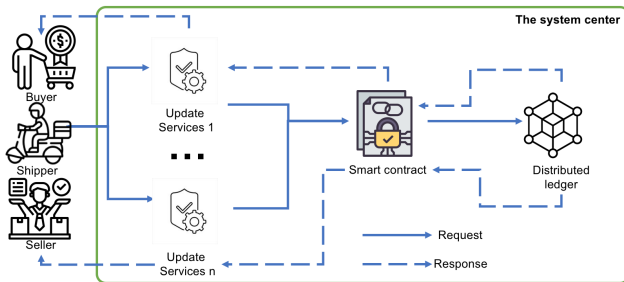 The system center
Buyer
Update
Services 1
Shipper
Smart contract
Distributed
ledger
Seller
Update
Services n
Request
Response